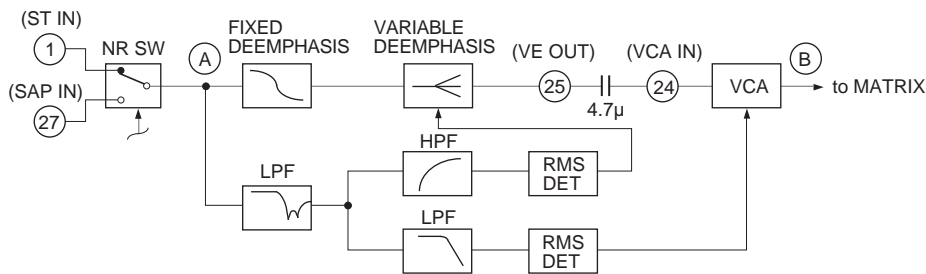 (ST IN)
1
NR SW
(SAP IN)
27
A
FIXED
DEEMPHASIS
VARIABLE
DEEMPHASIS
(VE OUT)
25
4.7μ
(VCA IN)
24
VCA
B
to MATRIX
LPF
HPF
RMS
DET
LPF
RMS
DET